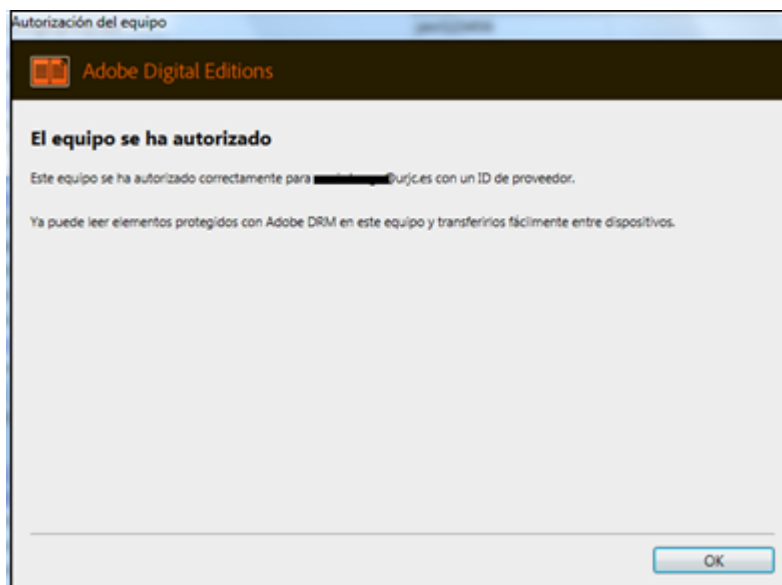 Autorización del equipo
Adobe Digital Editions
El equipo se ha autorizado
Este equipo se ha autorizado correctamente para @urjc.es con un ID de proveedor.
Ya puede leer elementos protegidos con Adobe DRM en este equipo y transferirlos fácilmente entre dispositivos.
OK